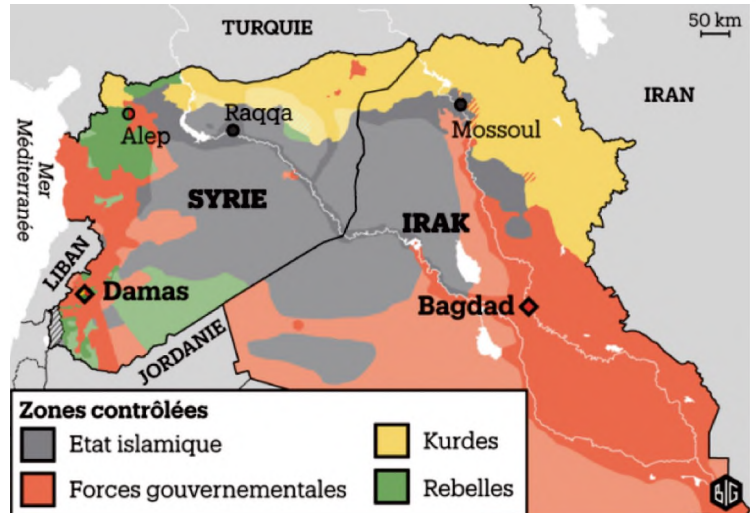 TURQUIE
50 km
IRAN
Alep
Raqqa
Mossoul
Mer
Méditerranée
SYRIE
IRAK
LIBAN
Damas
Bagdad
JORDANIE
Zones contrôlées
Etat islamique
Kurdes
Forces gouvernementales
Rebelles
BIG